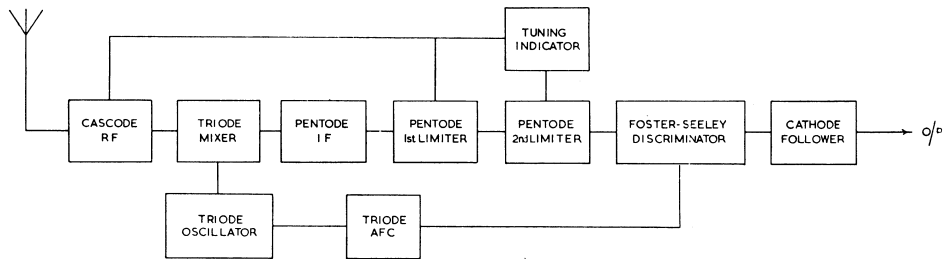 TUNING
INDICATOR
CASCODE
RF
TRIODE
MIXER
PENTODE
IF
PENTODE
1st LIMITER
PENTODE
2nd LIMITER
FOSTER-SEELEY
DISCRIMINATOR
CATHODE
FOLLOWER
O/P
TRIODE
OSCILLATOR
TRIODE
AFC